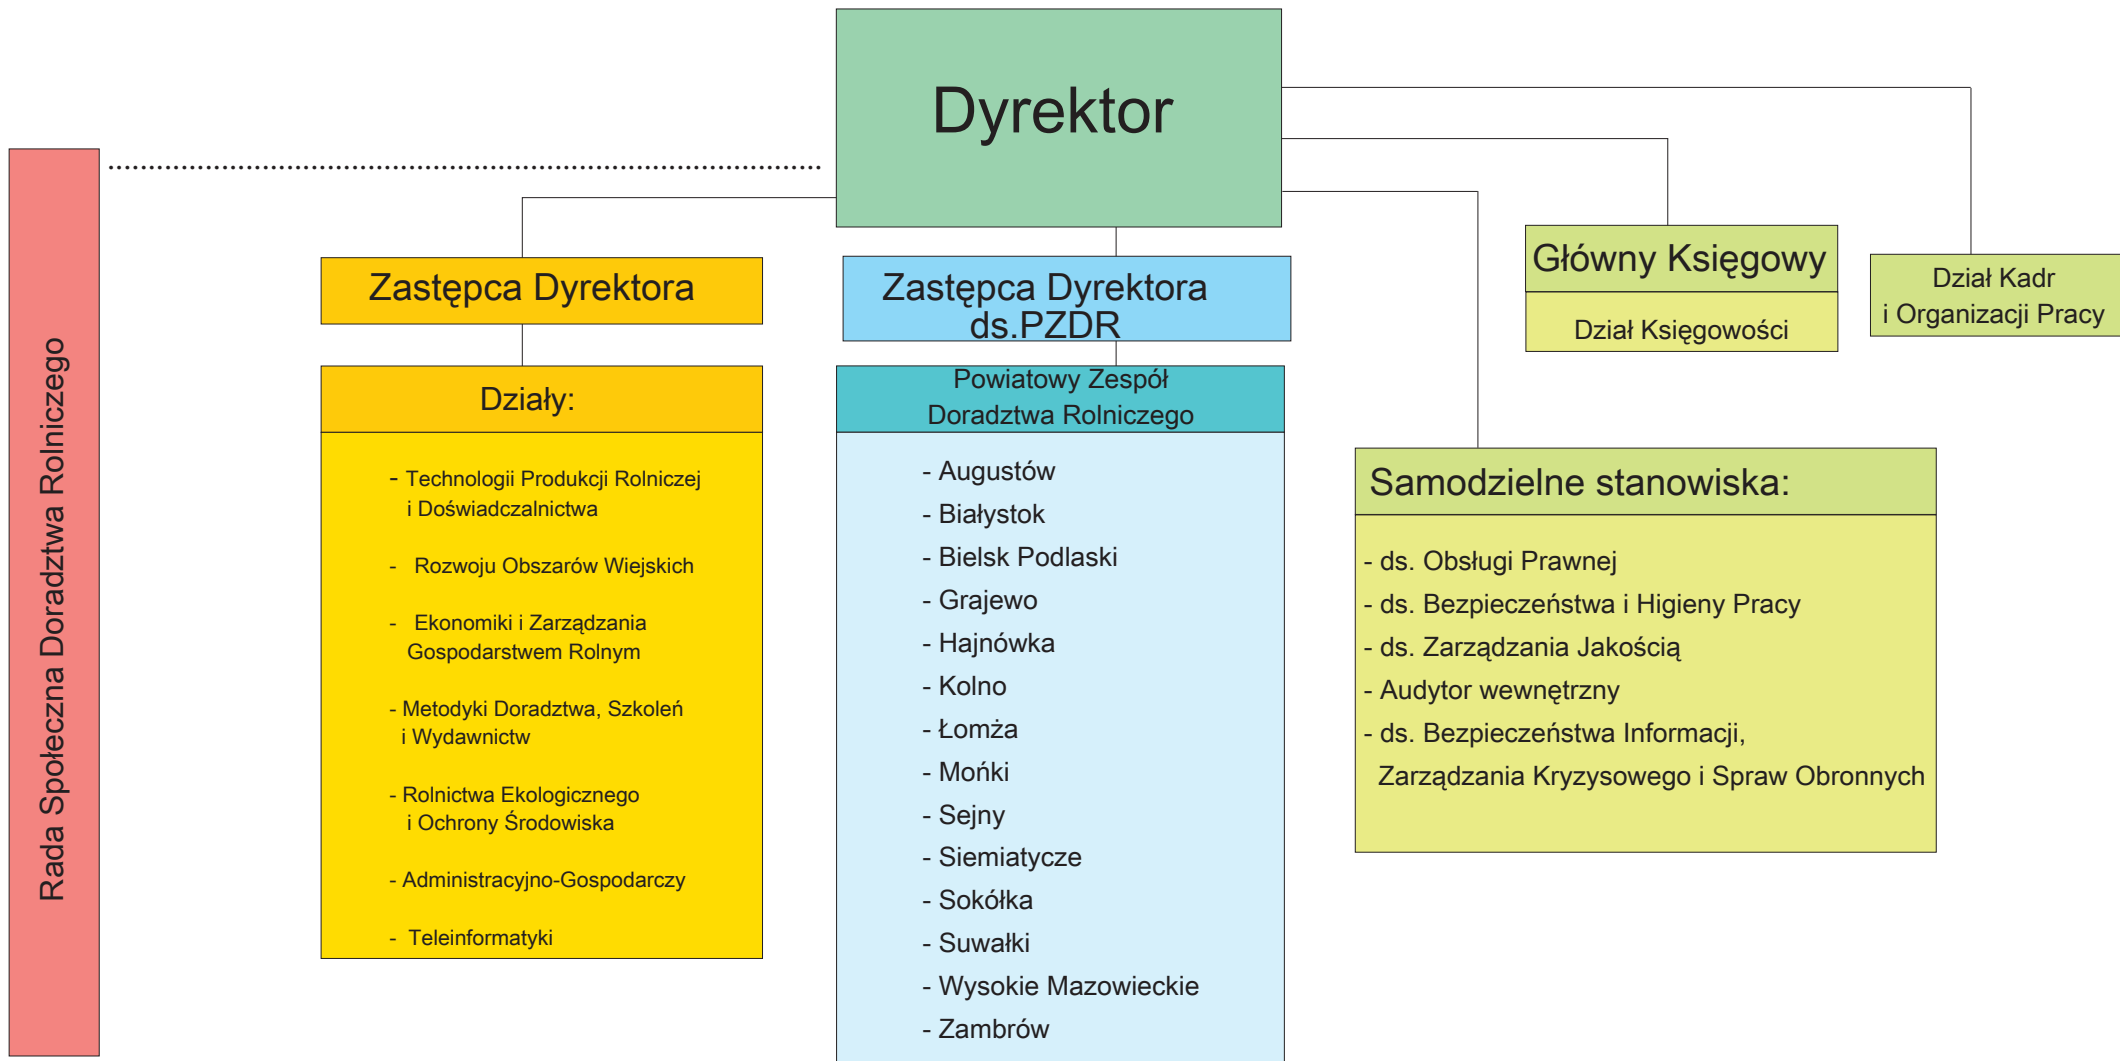 Dyrektor
Rada Społeczna Doradztwa Rolniczego
Zastępca Dyrektora
Działy:
- Technologii Produkcji Rolniczej
i Doświadczalnictwa
- Rozwoju Obszarów Wiejskich
- Ekonomiki i Zarządzania
Gospodarstwem Rolnym
- Metodyki Doradztwa, Szkoleń
i Wydawnictw
- Rolnictwa Ekologicznego
i Ochrony Środowiska
- Administracyjno-Gospodarczy
- Teleinformatyki
Zastępca Dyrektora
ds.PZDR
Powiatowy Zespół
Doradztwa Rolniczego
- Augustów
- Białystok
- Bielsk Podlaski
- Grajewo
- Hajnówka
- Kolno
- Łomża
- Mońki
- Sejny
- Siemiatycze
- Sokółka
- Suwałki
- Wysokie Mazowieckie
- Zambrów
Główny Księgowy
Dział Księgowości
Dział Kadr
i Organizacji Pracy
Samodzielne stanowiska:
- ds. Obsługi Prawnej
- ds. Bezpieczeństwa i Higieny Pracy
- ds. Zarządzania Jakością
- Audytor wewnętrzny
- ds. Bezpieczeństwa Informacji,
Zarządzania Kryzysowego i Spraw Obronnych